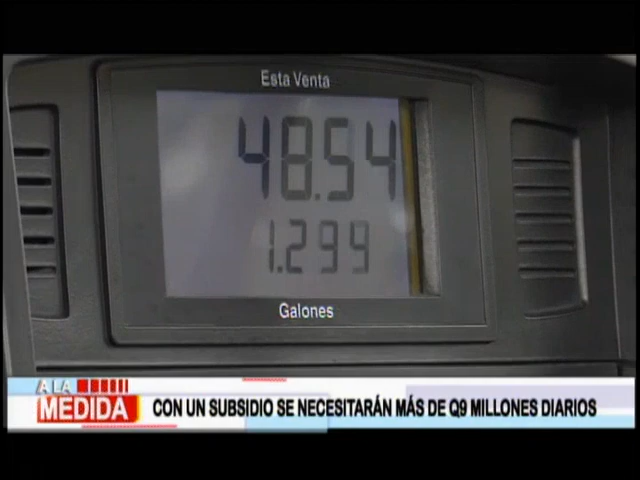 Esta Venta
48.54
1.299
Galones
A LA
MEDIDA
CON UN SUBSIDIO SE NECESITARÁN MÁS DE Q9 MILLONES DIARIOS